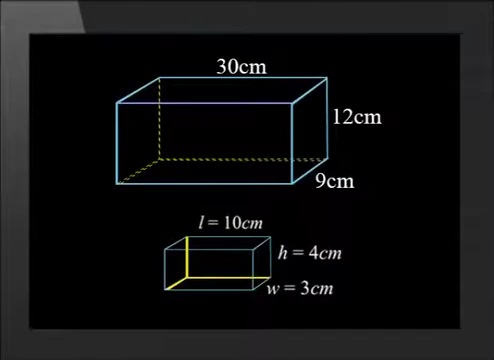 30cm
12cm
9cm
l = 10cm
h = 4cm
w = 3cm